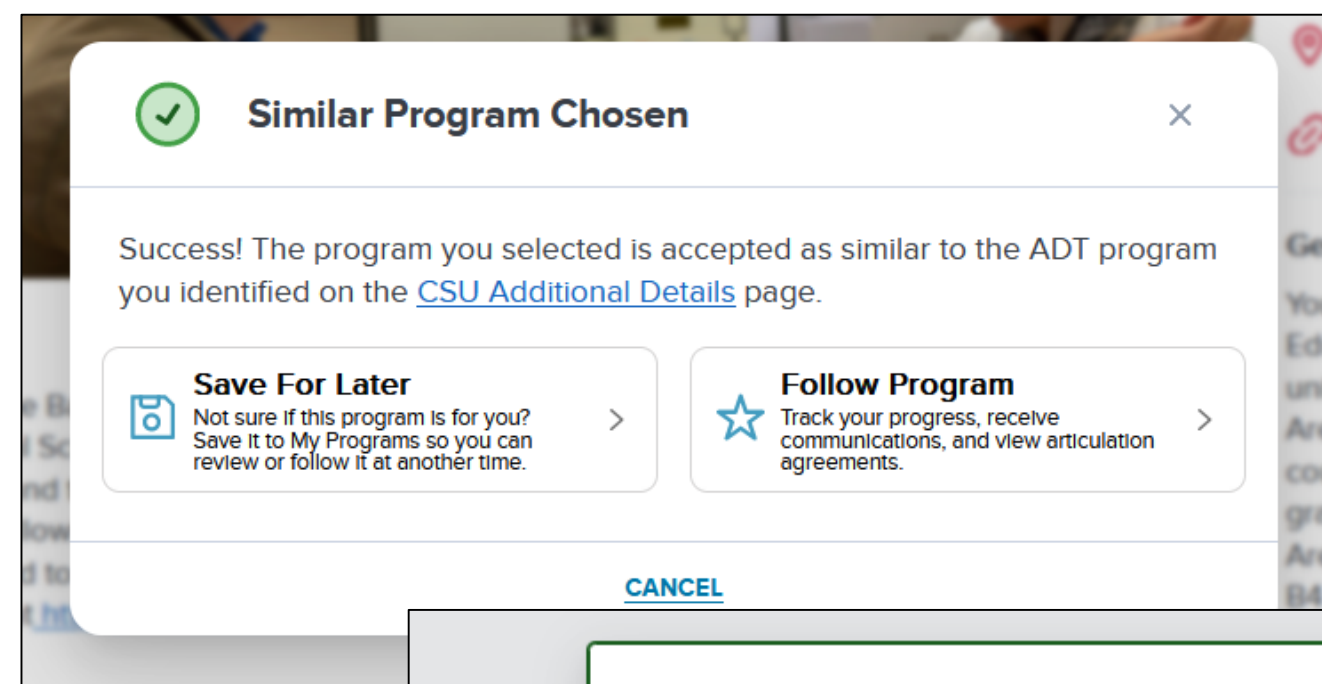 Similar Program Chosen
Success! The program you selected is accepted as similar to the ADT program
you identified on the CSU Additional Details page.
Save For Later
Not sure if this program is for you?
Save it to My Programs so you can
review or follow it at another time.
Follow Program
Track your progress, receive
communications, and view articulation
agreements.
CANCEL